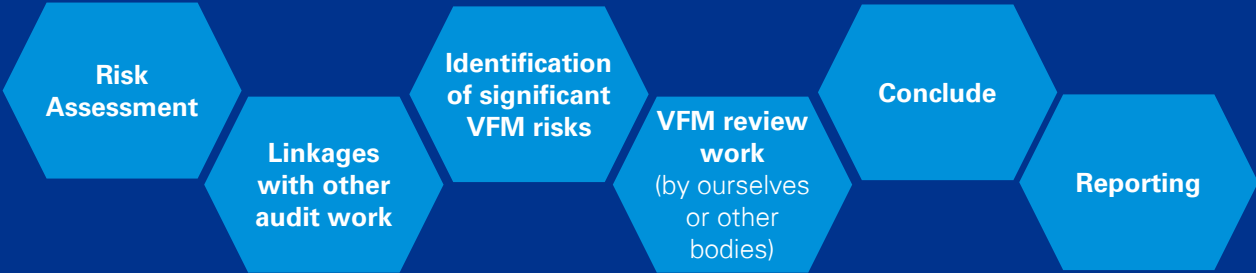 Risk
Assessment
Linkages
with other
audit work
Identification
of significant
VFM risks
VFM review
work
(by ourselves
or other
bodies)
Conclude
Reporting